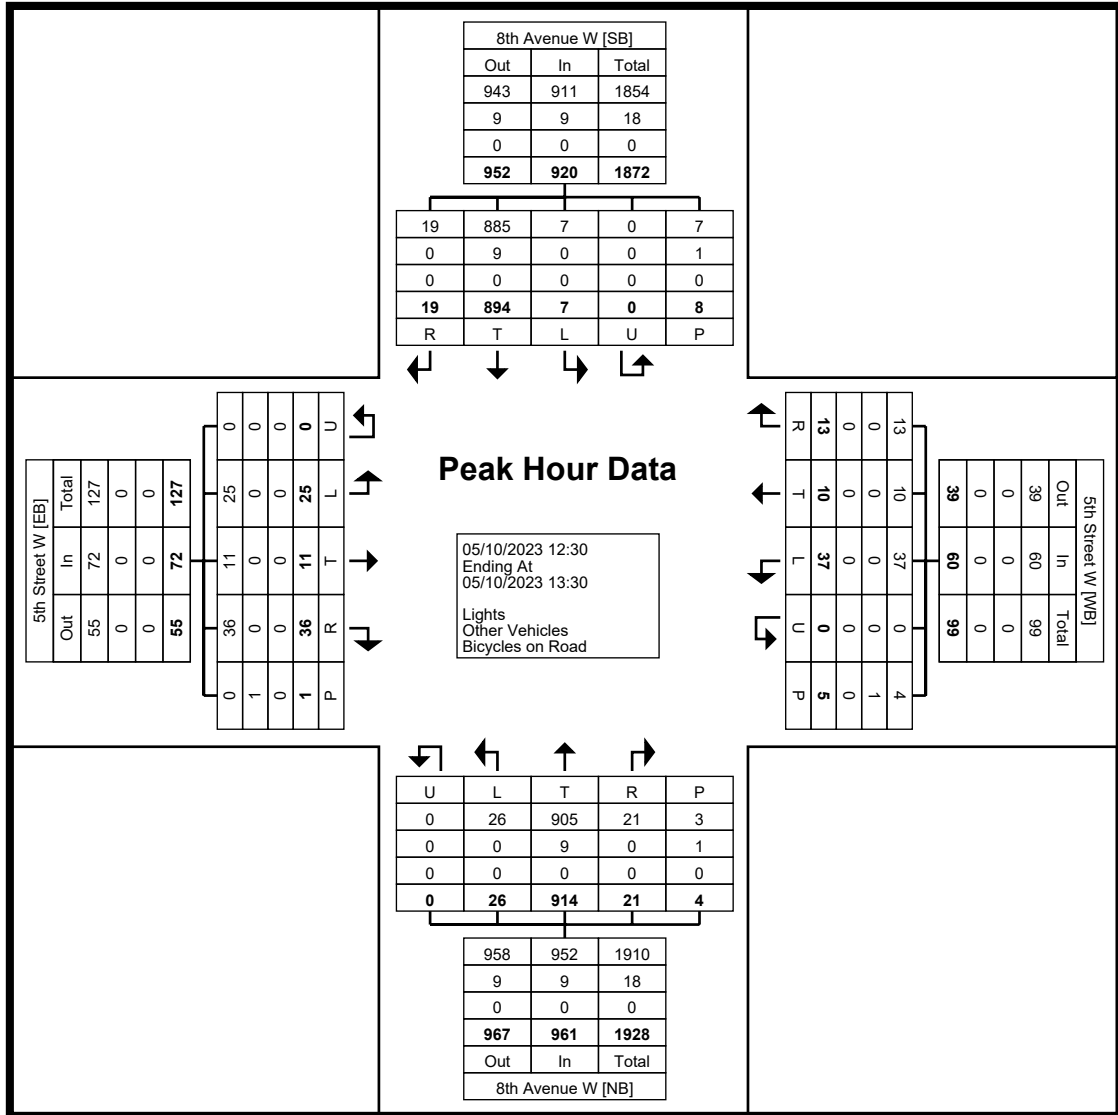 8th Avenue W [SB]
Out In Total
943 911 1854
9 9 18
0 0 0
952 920 1872
19 885 7 0 7
0 9 0 0 1
0 0 0 0 0
19 894 7 0 8
R T L U P
5th Street W [EB]
Total 127 0 0 127
In 72 0 0 72
Out 55 0 0 55
0 0 0 0 U
25 0 0 25 L
11 0 0 11 T
36 0 0 36 R
0 1 0 1 P
Peak Hour Data
05/10/2023 12:30
Ending At
05/10/2023 13:30
Lights
Other Vehicles
Bicycles on Road
R 13 0 0 13
T 10 0 0 10
L 37 0 0 37
U 0 0 0 0
P 5 0 1 4
39 0 0 39 Out
60 0 0 60 In
99 0 0 99 Total
5th Street W [WB]
U L T R P
0 26 905 21 3
0 0 9 0 1
0 0 0 0 0
0 26 914 21 4
958 952 1910
9 9 18
0 0 0
967 961 1928
Out In Total
8th Avenue W [NB]